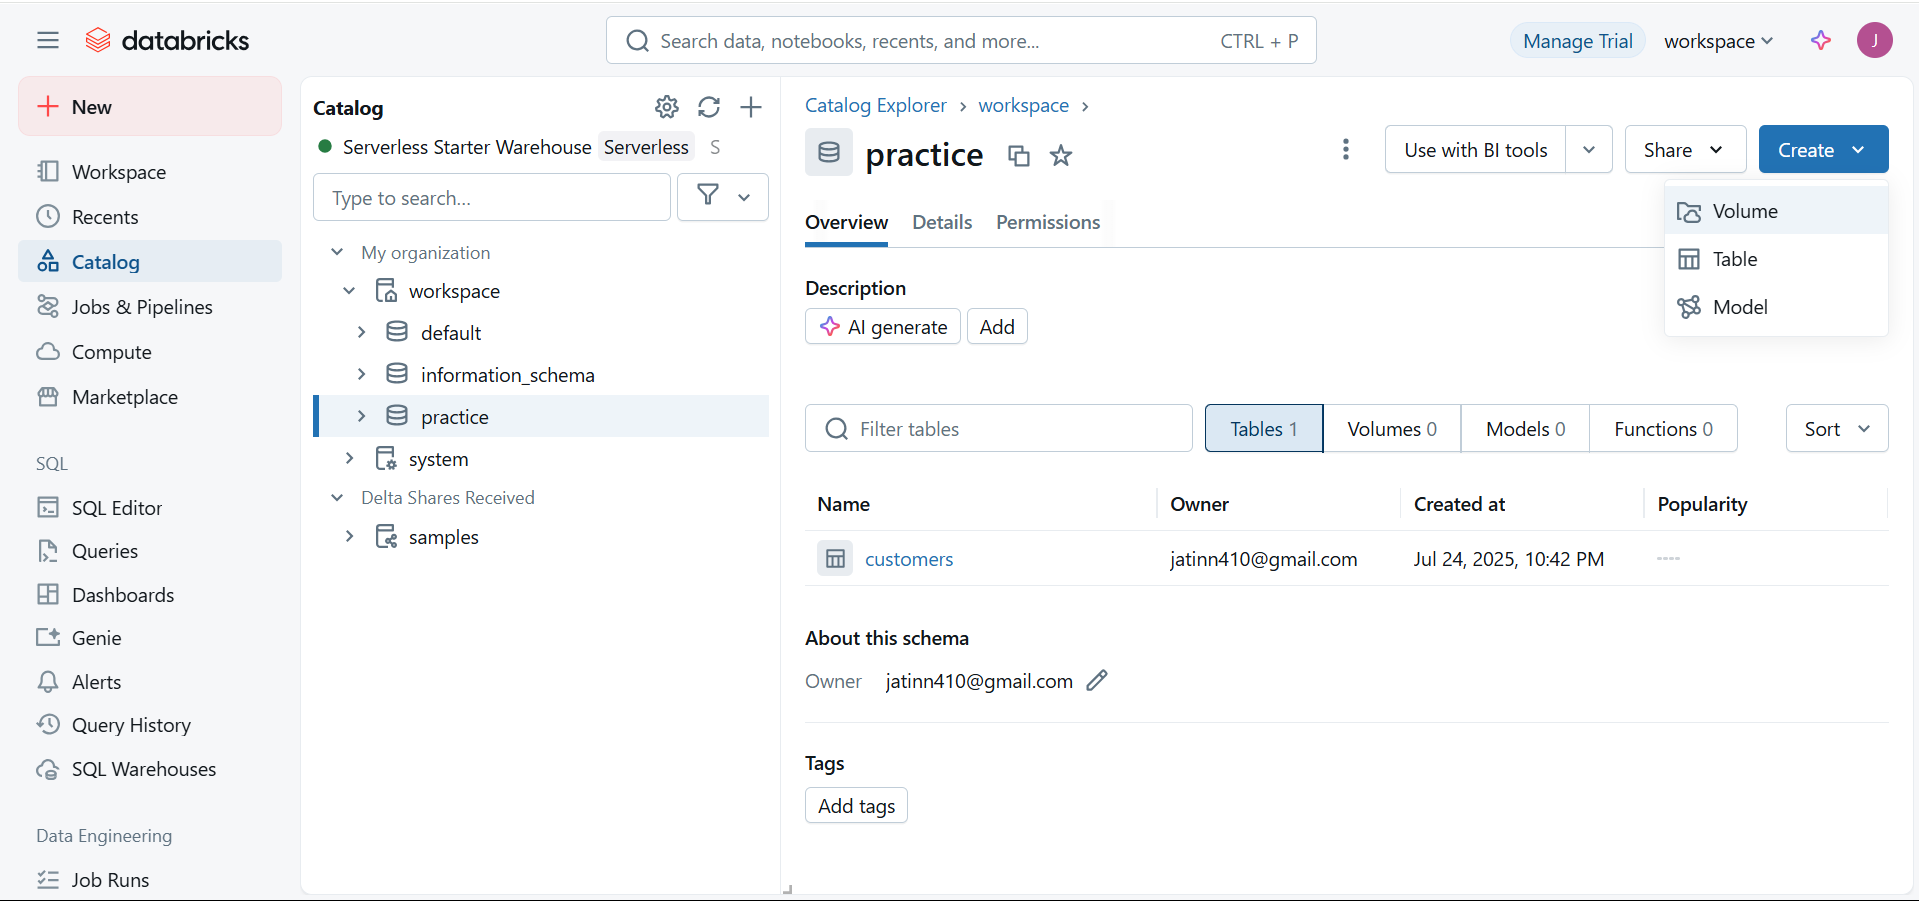 databricks
Search data, notebooks, recents, and more...
CTRL + P
Manage Trial
workspace
J
New
Workspace
Recents
Catalog
Jobs & Pipelines
Compute
Marketplace
SQL
SQL Editor
Queries
Dashboards
Genie
Alerts
Query History
SQL Warehouses
Data Engineering
Job Runs
Catalog
Serverless Starter Warehouse Serverless S
Type to search...
My organization
workspace
default
information_schema
practice
system
Delta Shares Received
samples
Catalog Explorer › workspace ›
practice
Use with BI tools
Share
Create
Volume
Table
Model
Overview Details Permissions
Description
AI generate Add
Filter tables
Tables 1 Volumes 0 Models 0 Functions 0
Sort
Name Owner Created at Popularity
customers jatinn410@gmail.com Jul 24, 2025, 10:42 PM
About this schema
Owner jatinn410@gmail.com
Tags
Add tags